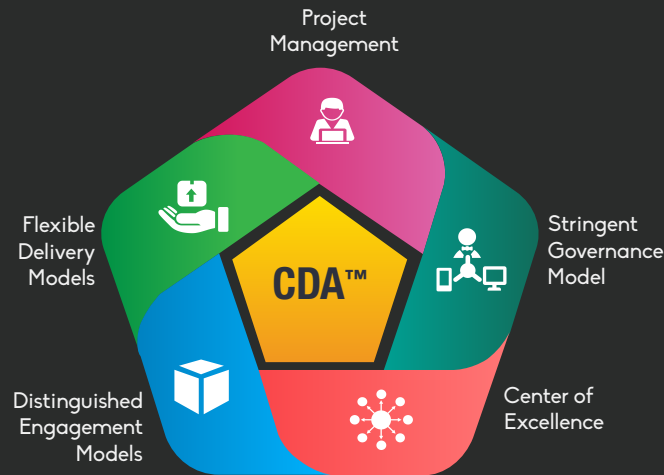 Project
Management
Flexible
Delivery
Models
CDA™
Stringent
Governance
Model
Distinguished
Engagement
Models
Center of
Excellence